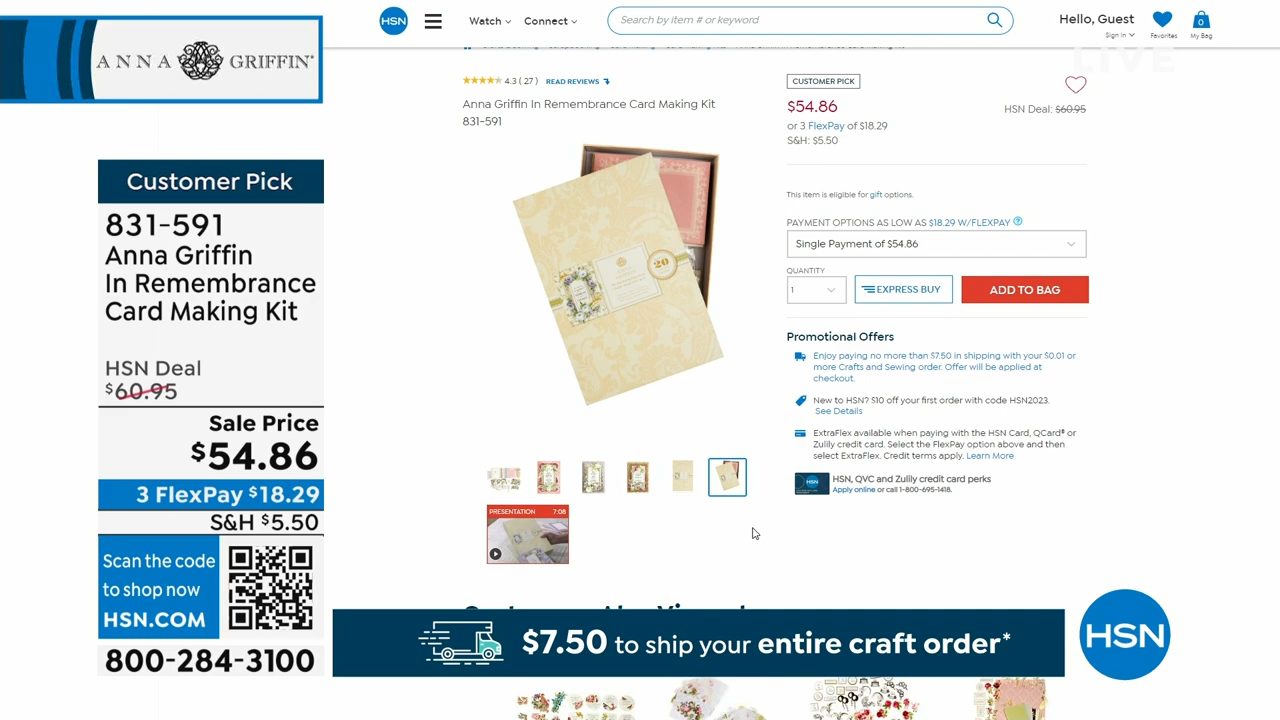 ANNA GRIFFIN
HSN
Watch
Connect
Search by item # or keyword
Hello, Guest
Sign In
Favorites
0
My Bag
LIVE
4.3 (27)
READ REVIEWS
Anna Griffin In Remembrance Card Making Kit
831-591
20
PRESENTATION 7:08
CUSTOMER PICK
$54.86
HSN Deal: $60.95
or 3 FlexPay of $18.29
S&H: $5.50
This item is eligible for gift options.
PAYMENT OPTIONS AS LOW AS $18.29 W/FLEXPAY
Single Payment of $54.86
QUANTITY
1
EXPRESS BUY
ADD TO BAG
Promotional Offers
Enjoy paying no more than $7.50 in shipping with your $0.01 or
more Crafts and Sewing order. Offer will be applied at
checkout.
New to HSN? $10 off your first order with code HSN2023.
See Details
ExtraFlex available when paying with the HSN Card, QCard® or
Zulily credit card. Select the FlexPay option above and then
select ExtraFlex. Credit terms apply. Learn More
HSN
HSN, QVC and Zulily credit card perks
Apply online or call 1-800-695-1418.
Customer Pick
831-591
Anna Griffin
In Remembrance
Card Making Kit
HSN Deal
$60.95
Sale Price
$54.86
3 FlexPay $18.29
S&H $5.50
Scan the code
to shop now
HSN.COM
800-284-3100
$7.50 to ship your entire craft order*
HSN